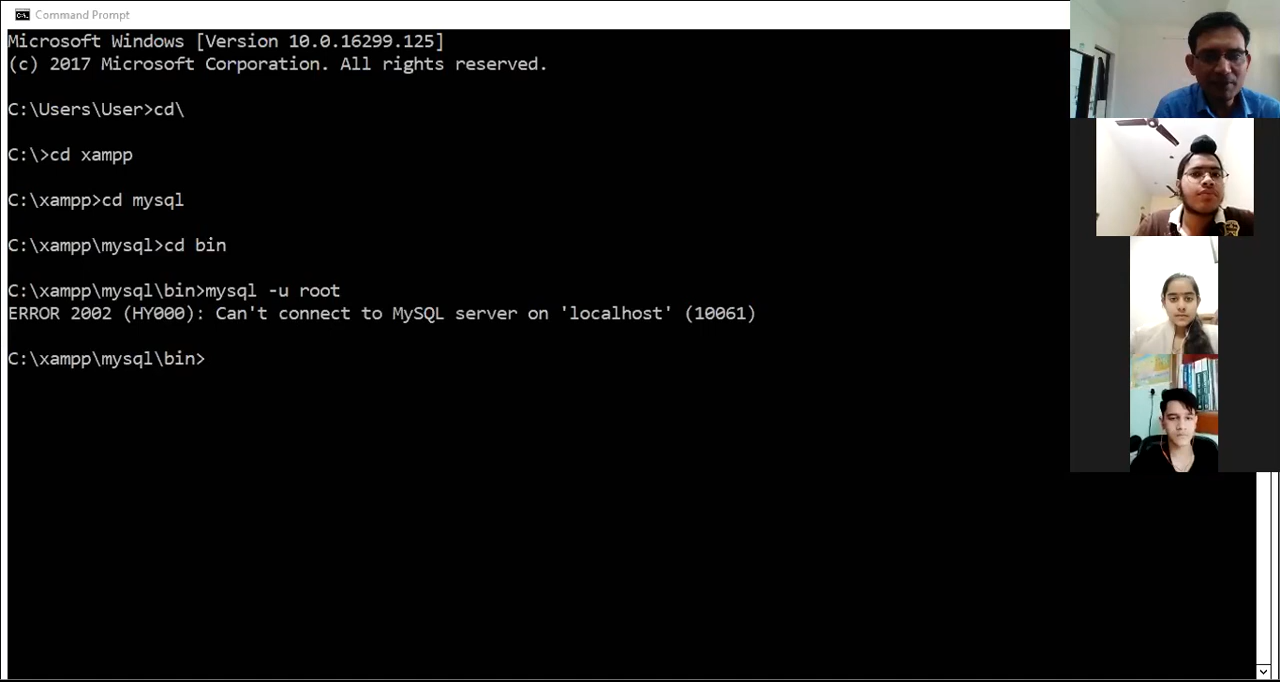 Command Prompt
Microsoft Windows [Version 10.0.16299.125]
(c) 2017 Microsoft Corporation. All rights reserved.
C:\Users\User>cd\
C:\>cd xampp
C:\xampp>cd mysql
C:\xampp\mysql>cd bin
C:\xampp\mysql\bin>mysql -u root
ERROR 2002 (HY000): Can't connect to MySQL server on 'localhost' (10061)
C:\xampp\mysql\bin>